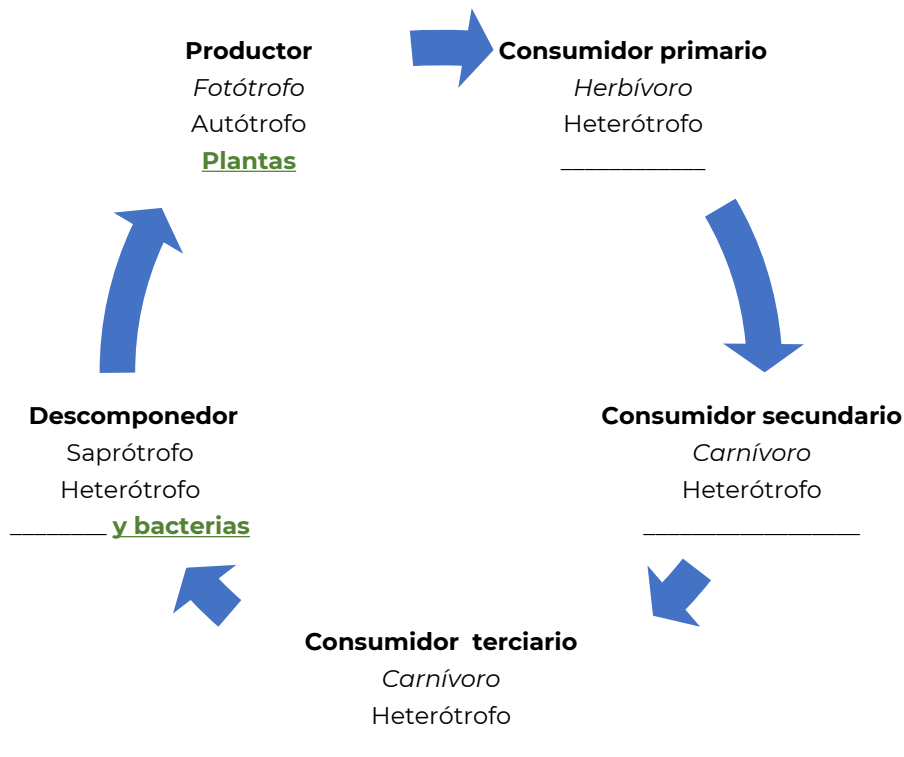 Productor
Fotótrofo
Autótrofo
Plantas
Consumidor primario
Herbívoro
Heterótrofo
____________
Consumidor secundario
Carnívoro
Heterótrofo
__________________
Consumidor terciario
Carnívoro
Heterótrofo
Descomponedor
Saprótrofo
Heterótrofo
________ y bacterias